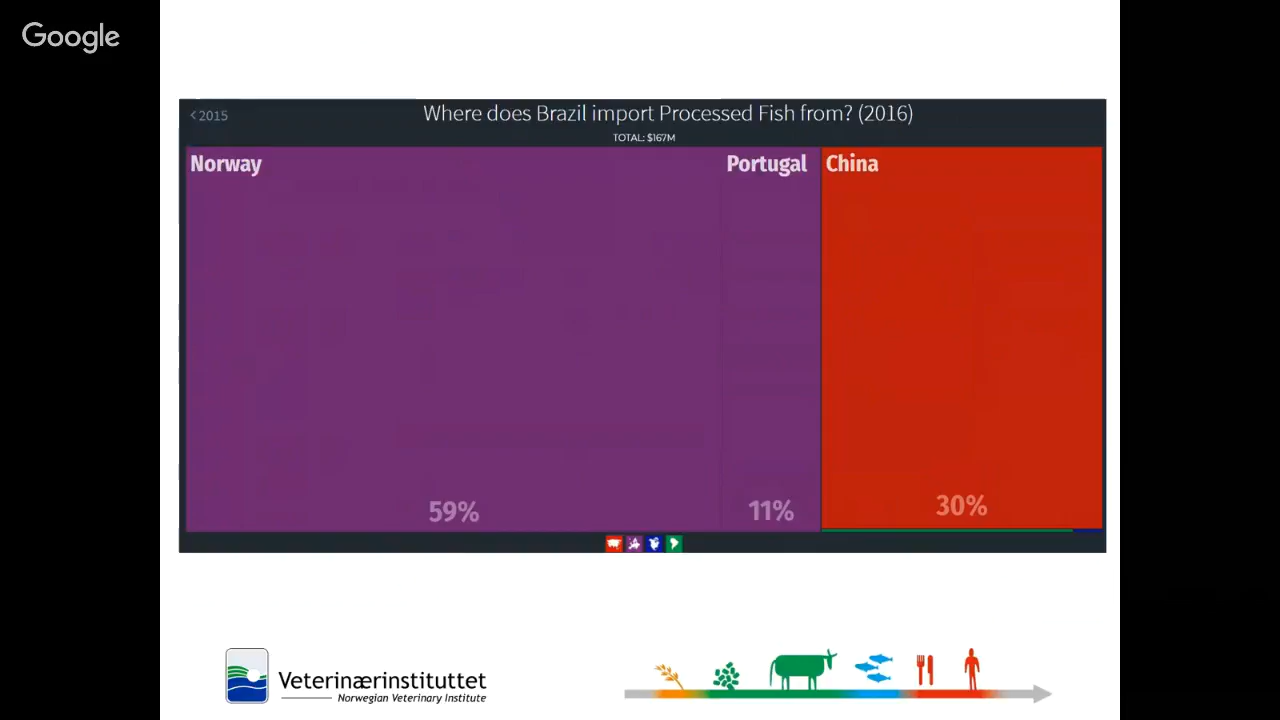 Google
< 2015
Where does Brazil import Processed Fish from? (2016)
TOTAL: $167M
Norway
Portugal
China
59%
11%
30%
Veterinærinstituttet
Norwegian Veterinary Institute